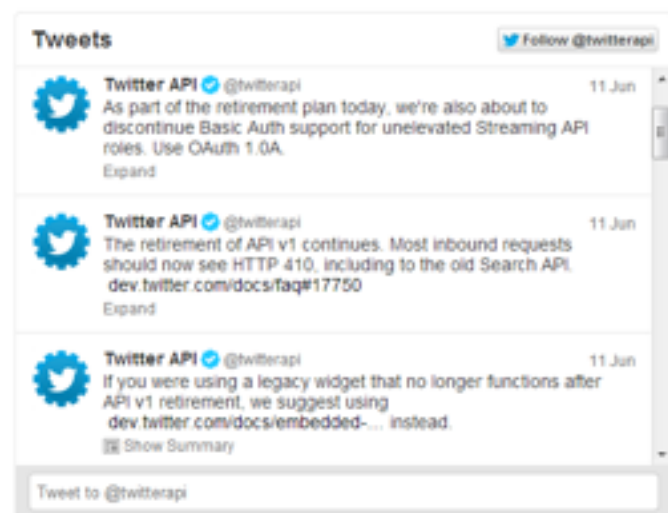 Tweets
Follow @twitterapi
Twitter API @twitterapi 11 Jun
As part of the retirement plan today, we're also about to
discontinue Basic Auth support for unelevated Streaming API
roles. Use OAuth 1.0A.
Expand
Twitter API @twitterapi 11 Jun
The retirement of API v1 continues. Most inbound requests
should now see HTTP 410, including to the old Search API.
dev.twitter.com/docs/faq#17750
Expand
Twitter API @twitterapi 11 Jun
If you were using a legacy widget that no longer functions after
API v1 retirement, we suggest using
dev.twitter.com/docs/embedded-… instead.
Show Summary
Tweet to @twitterapi